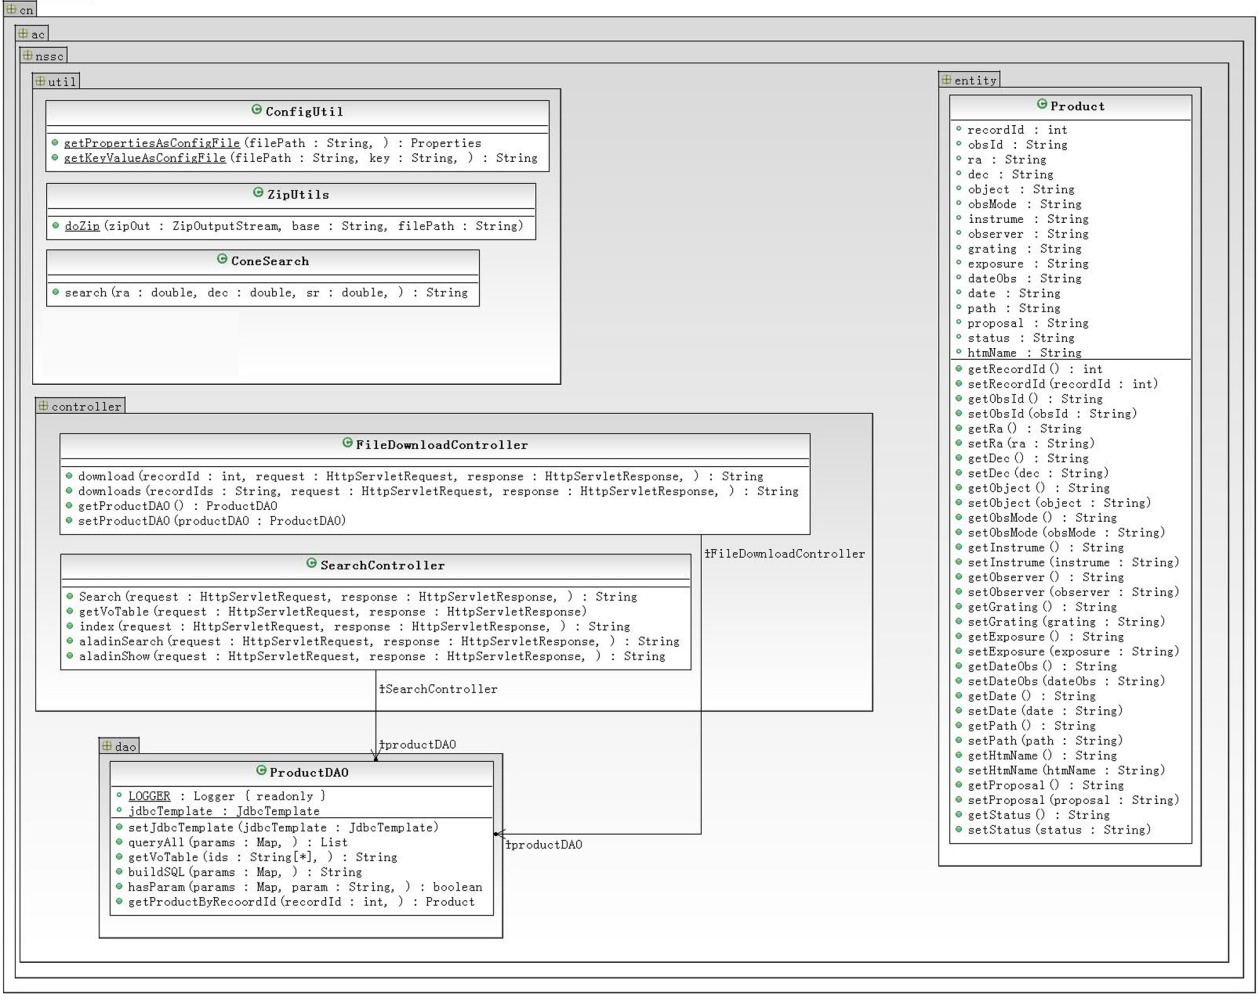 cn
ac
nssc
util
ConfigUtil
getPropertiesAsConfigFile(filePath : String, ) : Properties
getKeyValueAsConfigFile(filePath : String, key : String, ) : String
ZipUtils
doZip(zipOut : ZipOutputStream, base : String, filePath : String)
ConeSearch
search(ra : double, dec : double, sr : double, ) : String
controller
FileDownloadController
download(recordId : int, request : HttpServletRequest, response : HttpServletResponse, ) : String
downloads(recordIds : String, request : HttpServletRequest, response : HttpServletResponse, ) : String
getProductDAO() : ProductDAO
setProductDAO(productDAO : ProductDAO)
†FileDownloadController
SearchController
Search(request : HttpServletRequest, response : HttpServletResponse, ) : String
getVoTable(request : HttpServletRequest, response : HttpServletResponse)
index(request : HttpServletRequest, response : HttpServletResponse, ) : String
aladinSearch(request : HttpServletRequest, response : HttpServletResponse, ) : String
aladinShow(request : HttpServletRequest, response : HttpServletResponse, ) : String
†SearchController
†productDAO
dao
ProductDAO
LOGGER : Logger { readonly }
jdbcTemplate : JdbcTemplate
setJdbcTemplate(jdbcTemplate : JdbcTemplate)
queryAll(params : Map, ) : List
getVoTable(ids : String[*], ) : String
buildSQL(params : Map, ) : String
hasParam(params : Map, param : String, ) : boolean
getProductByRecoordId(recordId : int, ) : Product
†productDAO
entity
Product
recordId : int
obsId : String
ra : String
dec : String
object : String
obsMode : String
instrume : String
observer : String
grating : String
exposure : String
dateObs : String
date : String
path : String
proposal : String
status : String
htmName : String
getRecordId() : int
setRecordId(recordId : int)
getObsId() : String
setObsId(obsId : String)
getRa() : String
setRa(ra : String)
getDec() : String
setDec(dec : String)
getObject() : String
setObject(object : String)
getObsMode() : String
setObsMode(obsMode : String)
getInstrume() : String
setInstrume(instrume : String)
getObserver() : String
setObserver(observer : String)
getGrating() : String
setGrating(grating : String)
getExposure() : String
setExposure(exposure : String)
getDateObs() : String
setDateObs(dateObs : String)
getDate() : String
setDate(date : String)
getPath() : String
setPath(path : String)
getHtmName() : String
setHtmName(htmName : String)
getProposal() : String
setProposal(proposal : String)
getStatus() : String
setStatus(status : String)